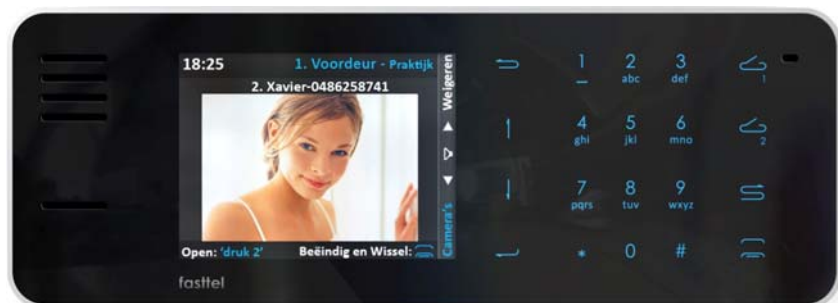 18:25
1. Voordeur - Praktijk
2. Xavier-0486258741
Weigeren
Camera's
Open: 'druk 2'
Beëindig en Wissel:
fasttel
1
2
abc
3
def
1
4
ghi
5
jkl
6
mno
2
7
pqrs
8
tuv
9
wxyz
*
0
#